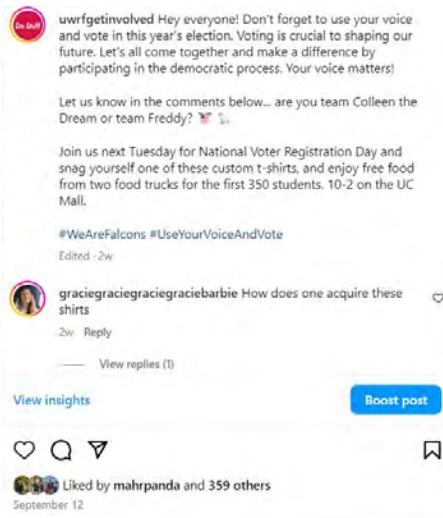 Do Stuff
uwrfgetinvolved Hey everyone! Don't forget to use your voice
and vote in this year's election. Voting is crucial to shaping our
future. Let's all come together and make a difference by
participating in the democratic process. Your voice matters!
Let us know in the comments below... are you team Colleen the
Dream or team Freddy?
Join us next Tuesday for National Voter Registration Day and
snag yourself one of these custom t-shirts, and enjoy free food
from two food trucks for the first 350 students. 10-2 on the UC
Mall.
#WeAreFalcons #UseYourVoiceAndVote
Edited · 2w
graciegraciegraciegraciebarbie How does one acquire these
shirts
2w Reply
View replies (1)
View insights
Boost post
Liked by mahrpanda and 359 others
September 12